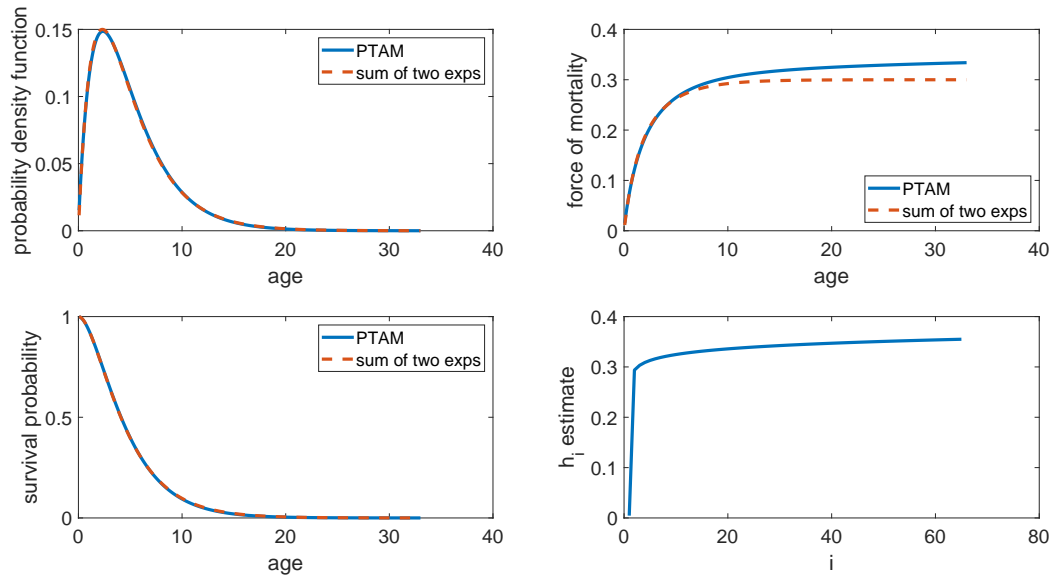 probability density function
0.15
0.1
0.05
0
0 10 20 30 40
age
PTAM
sum of two exps
force of mortality
0.4
0.3
0.2
0.1
0
0 20 40 60 80
age
PTAM
sum of two exps
survival probability
1
0.5
0
0 10 20 30 40
age
PTAM
sum of two exps
h_i estimate
0.4
0.3
0.2
0.1
0
0 20 40 60 80
i